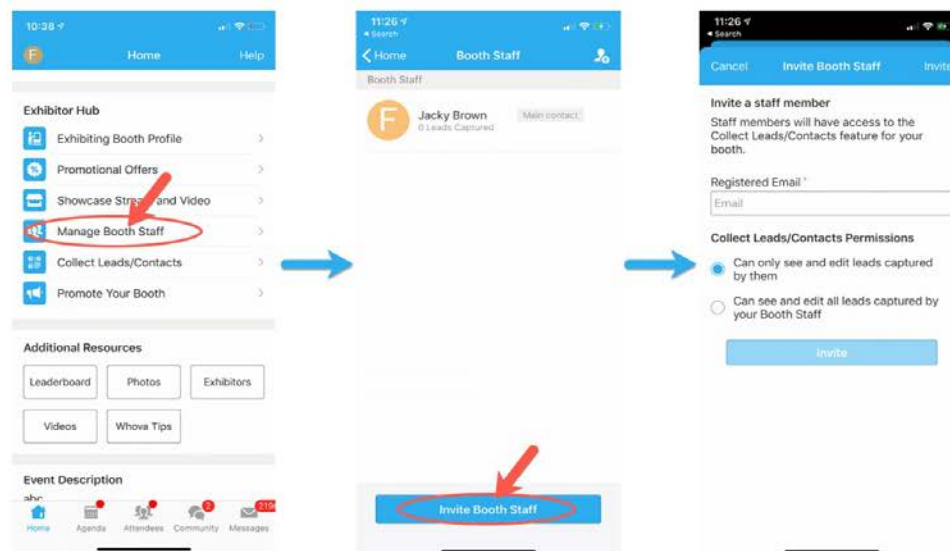 10:38
F
Home
Help
Exhibitor Hub
Exhibiting Booth Profile
Promotional Offers
Showcase Stream and Video
Manage Booth Staff
Collect Leads/Contacts
Promote Your Booth
Additional Resources
Leaderboard
Photos
Exhibitors
Videos
Whova Tips
Event Description
abc
Home
Agenda
Attendees
Community
2
Messages
11:26
Search
Home
Booth Staff
Booth Staff
F
Jacky Brown
0 Leads Captured
Main contact
Invite Booth Staff
11:26
Search
Cancel
Invite Booth Staff
Invite
Invite a staff member
Staff members will have access to the
Collect Leads/Contacts feature for your
booth.
Registered Email *
Email
Collect Leads/Contacts Permissions
Can only see and edit leads captured
by them
Can see and edit all leads captured by
your Booth Staff
Invite